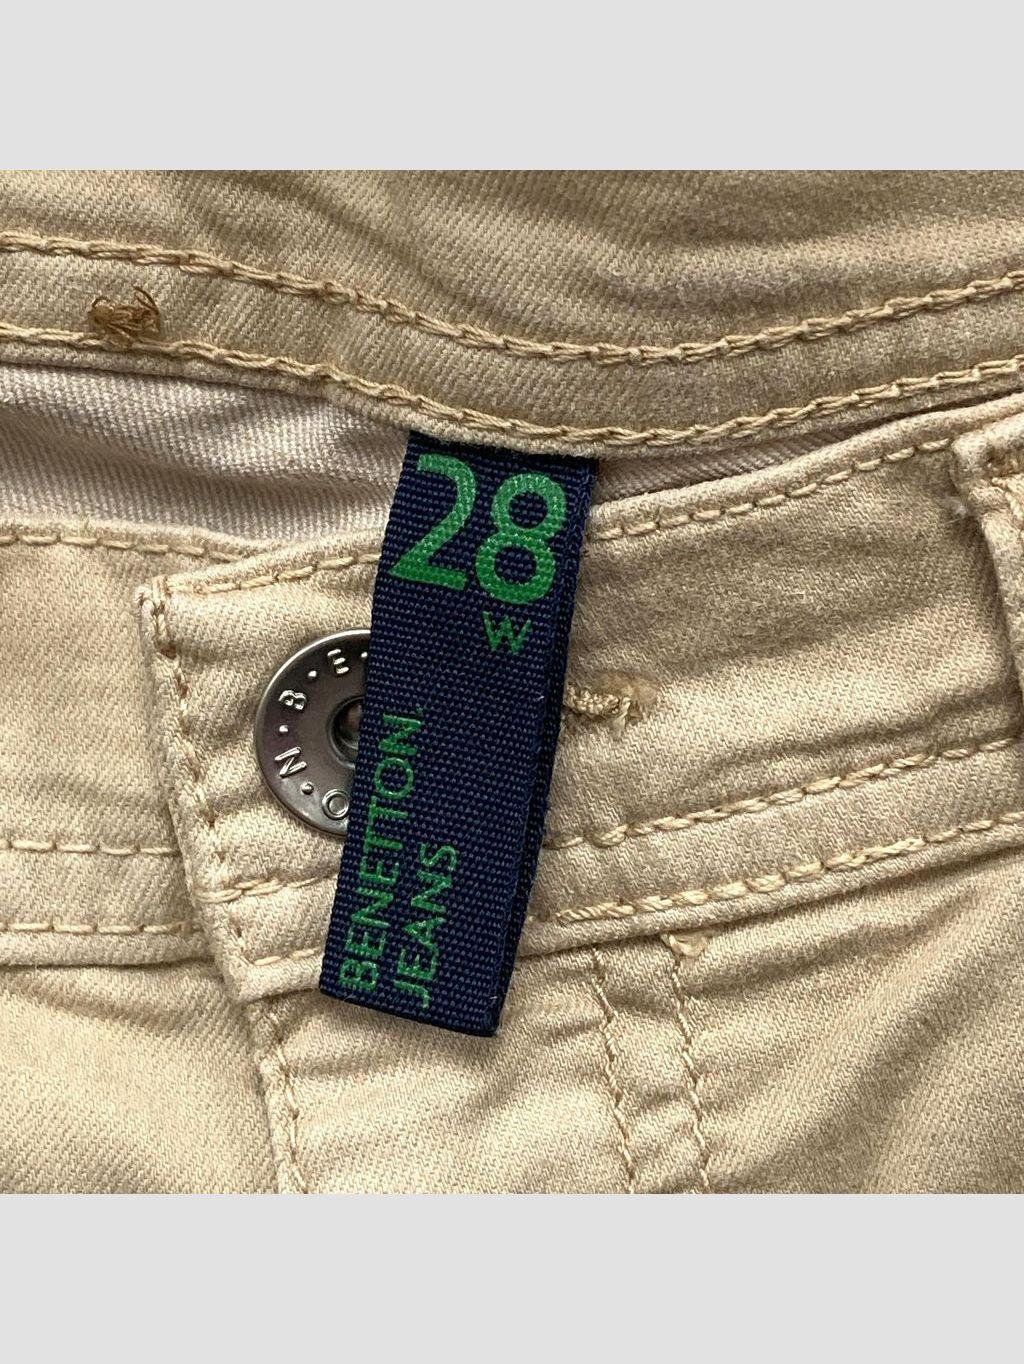 28
W
BENETTON.
JEANS
B.E.
N.O